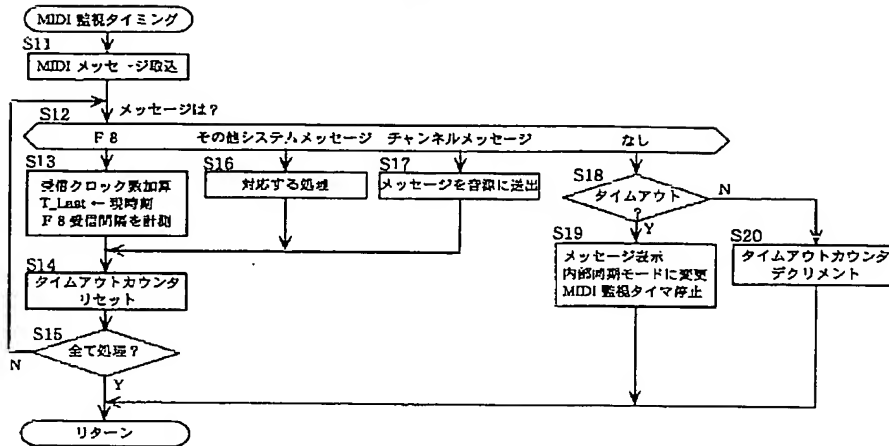 MIDI 監視タイミング
S11
MIDI メッセージ取込
S12
メッセージは?
F8 その他システムメッセージ チャンネルメッセージ なし
S13
受信クロック数加算
T_Last ← 現時刻
F8 受信間隔を計測
S16
対応する処理
S17
メッセージを音源に送出
S18
タイムアウト
?
N
Y
S19
メッセージ表示
内部同期モードに変更
MIDI 監視タイマ停止
S20
タイムアウトカウンタ
デクリメント
S14
タイムアウトカウンタ
リセット
S15
全て処理?
N
Y
リターン